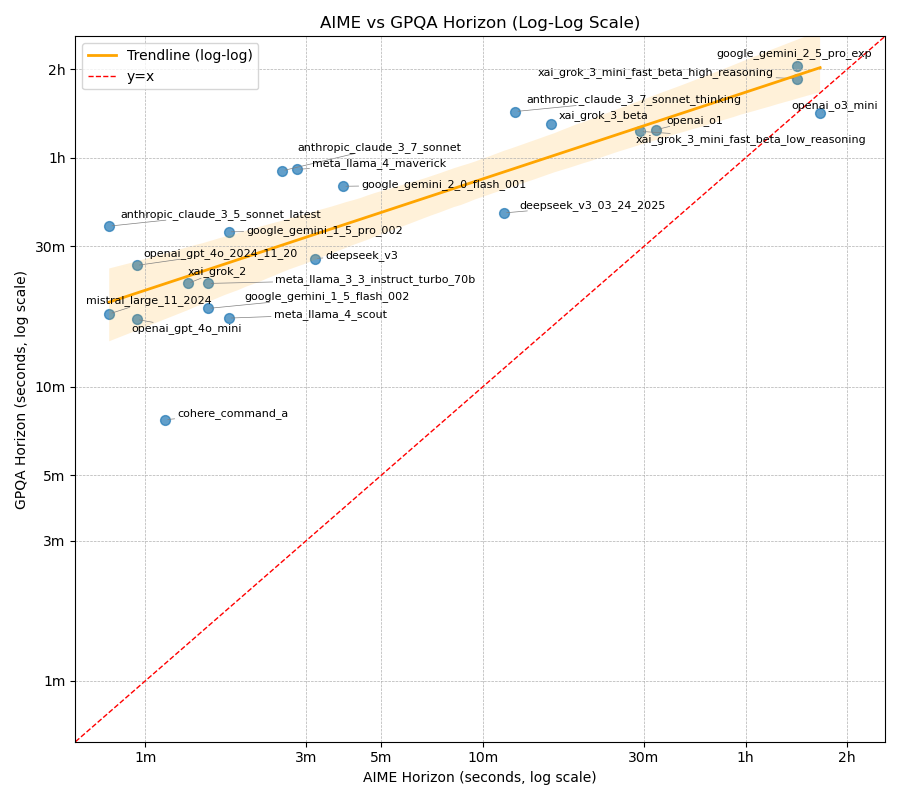 AIME vs GPQA Horizon (Log-Log Scale)
Trendline (log-log)
y=x
google_gemini_2_5_pro_exp
xai_grok_3_mini_fast_beta_high_reasoning
anthropic_claude_3_7_sonnet_thinking
openai_o3_mini
xai_grok_3_beta
openai_o1
xai_grok_3_mini_fast_beta_low_reasoning
anthropic_claude_3_7_sonnet
meta_llama_4_maverick
google_gemini_2_0_flash_001
deepseek_v3_03_24_2025
anthropic_claude_3_5_sonnet_latest
google_gemini_1_5_pro_002
openai_gpt_4o_2024_11_20
deepseek_v3
xai_grok_2
meta_llama_3_3_instruct_turbo_70b
mistral_large_11_2024
google_gemini_1_5_flash_002
meta_llama_4_scout
openai_gpt_4o_mini
cohere_command_a
2h
1h
30m
10m
5m
3m
1m
GPQA Horizon (seconds, log scale)
1m 3m 5m 10m 30m 1h 2h
AIME Horizon (seconds, log scale)